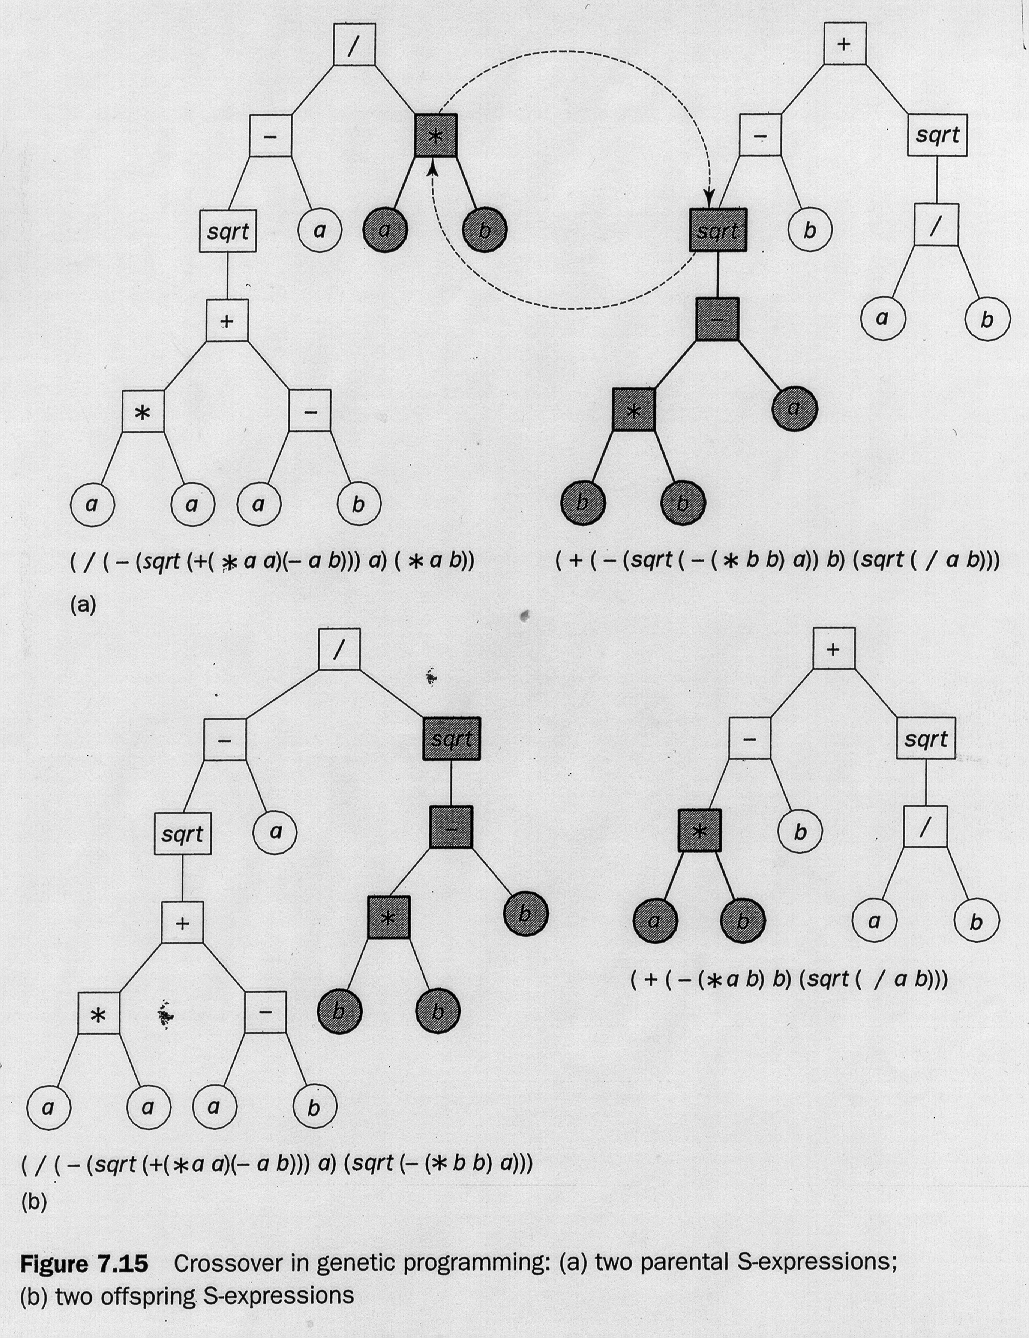 / +
− * − sqrt
sqrt a a b sqrt b /
+ − a b
* − * a
a a a b b b
( / ( − (sqrt (+( * a a)(− a b))) a) ( * a b)) ( + ( − (sqrt ( − ( * b b) a)) b) (sqrt ( / a b)))
(a)
/ +
− sqrt − sqrt
sqrt a − * b /
+ * b a b a b
( + ( − (* a b) b) (sqrt ( / a b)))
* − b b
a a a b
( / ( − (sqrt (+(* a a)(− a b))) a) (sqrt (− (* b b) a)))
(b)
Figure 7.15 Crossover in genetic programming: (a) two parental S-expressions;
(b) two offspring S-expressions